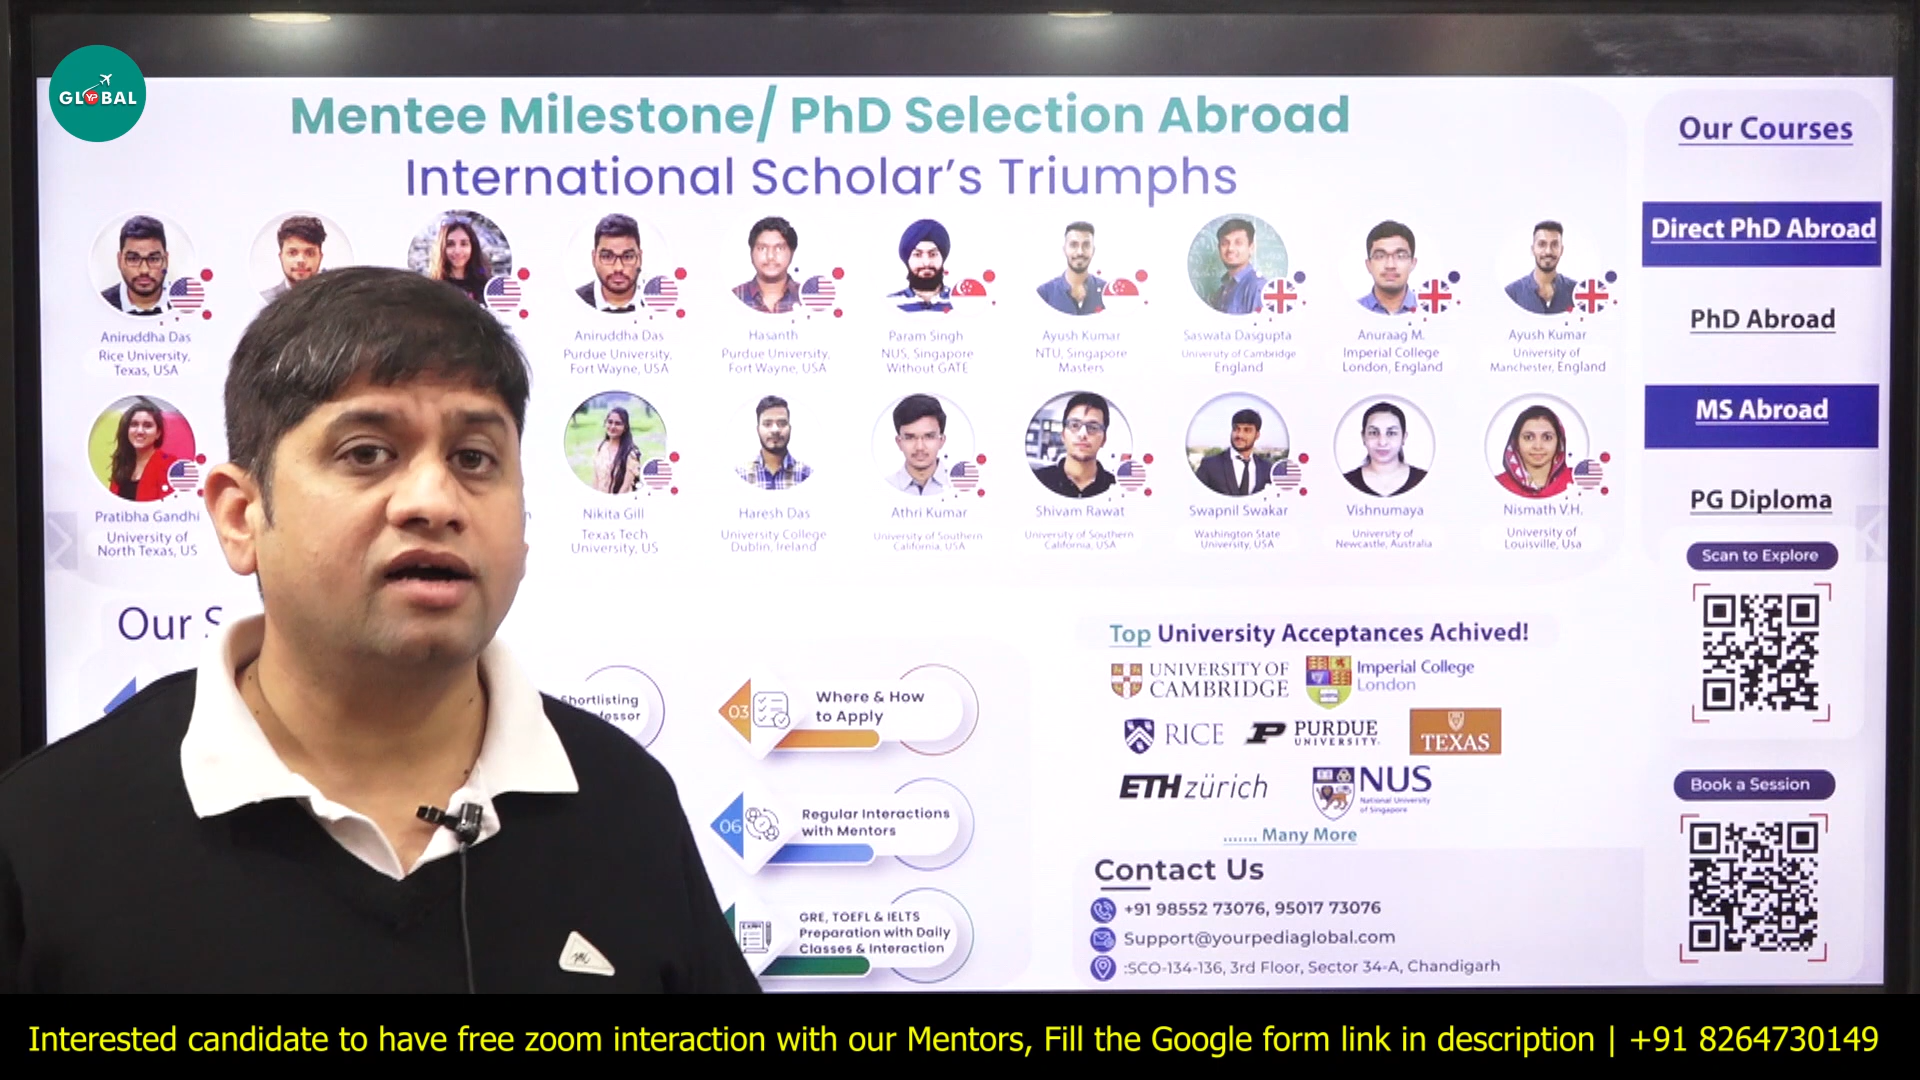 GLOBAL
YP
Mentee Milestone/ PhD Selection Abroad
International Scholar's Triumphs
Aniruddha Das
Rice University,
Texas, USA
Aniruddha Das
Purdue University,
Fort Wayne, USA
Hasanth
Purdue University,
Fort Wayne, USA
Param Singh
NUS, Singapore
Without GATE
Ayush Kumar
NTU, Singapore
Masters
Saswata Dasgupta
University of Cambridge
England
Anuraag M.
Imperial College
London, England
Ayush Kumar
University of
Manchester, England
Pratibha Gandhi
University of
North Texas, US
Nikita Gill
Texas Tech
University, US
Haresh Das
University College
Dublin, Ireland
Athri Kumar
University of Southern
California, USA
Shivam Rawat
University of Southern
California, USA
Swapnil Swakar
Washington State
University, USA
Vishnumaya
University of
Newcastle, Australia
Nismath V.H.
University of
Louisville, Usa
Our
Shortlisting
03
Where & How
to Apply
06
Regular Interactions
with Mentors
GRE, TOEFL & IELTS
Preparation with Daily
Classes & Interaction
Top University Acceptances Achived!
UNIVERSITY OF
CAMBRIDGE
Imperial College
London
RICE
PURDUE
UNIVERSITY.
TEXAS
ETH zürich
NUS
National University
of Singapore
....... Many More
Contact Us
+91 98552 73076, 95017 73076
Support@yourpediaglobal.com
:SCO-134-136, 3rd Floor, Sector 34-A, Chandigarh
Our Courses
Direct PhD Abroad
PhD Abroad
MS Abroad
PG Diploma
Scan to Explore
Book a Session
Interested candidate to have free zoom interaction with our Mentors, Fill the Google form link in description | +91 8264730149